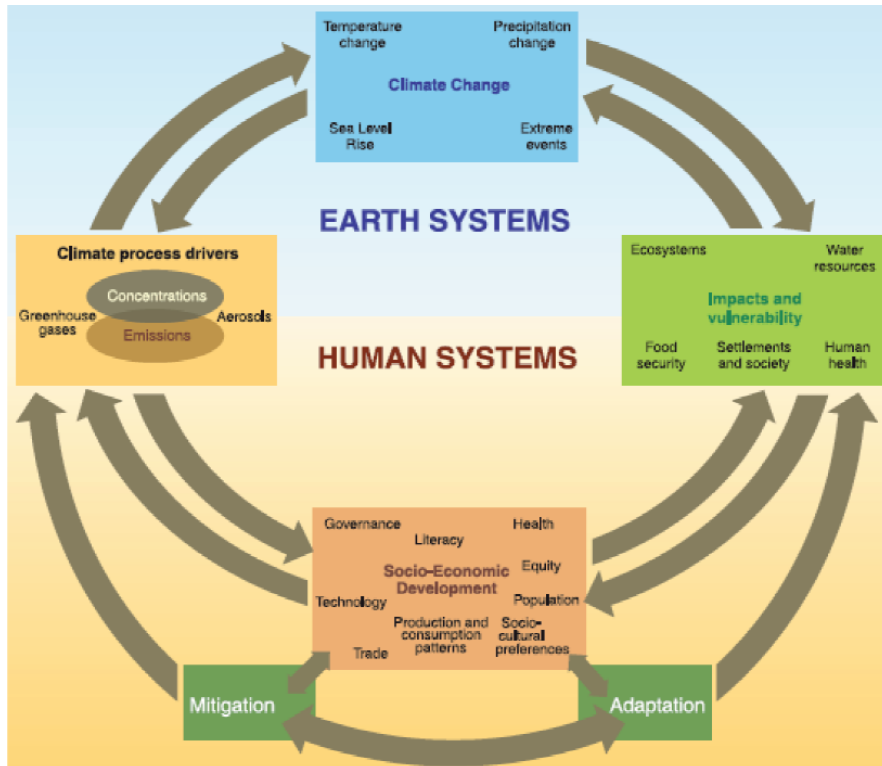 Temperature
change
Precipitation
change
Climate Change
Sea Level
Rise
Extreme
events
EARTH SYSTEMS
Climate process drivers
Concentrations
Greenhouse
gases
Aerosols
Emissions
Ecosystems
Water
resources
Impacts and
vulnerability
Food
security
Settlements
and society
Human
health
HUMAN SYSTEMS
Governance
Literacy
Health
Socio-Economic
Development
Equity
Technology
Population
Production and
consumption
patterns
Socio-
cultural
preferences
Trade
Mitigation
Adaptation